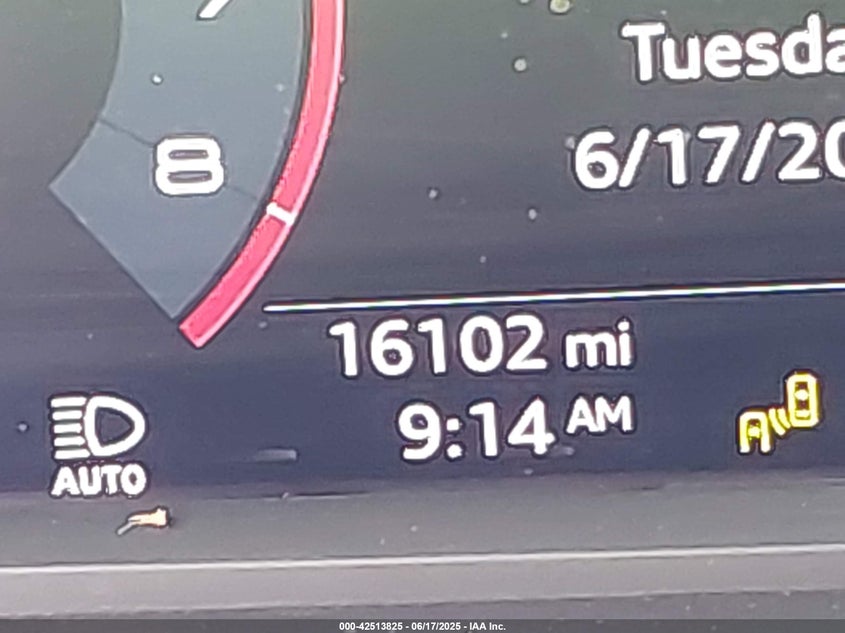 7
Tuesda
8
6/17/20
16102 mi
9:14 AM
AUTO
000-42513825 - 06/17/2025 - IAA Inc.